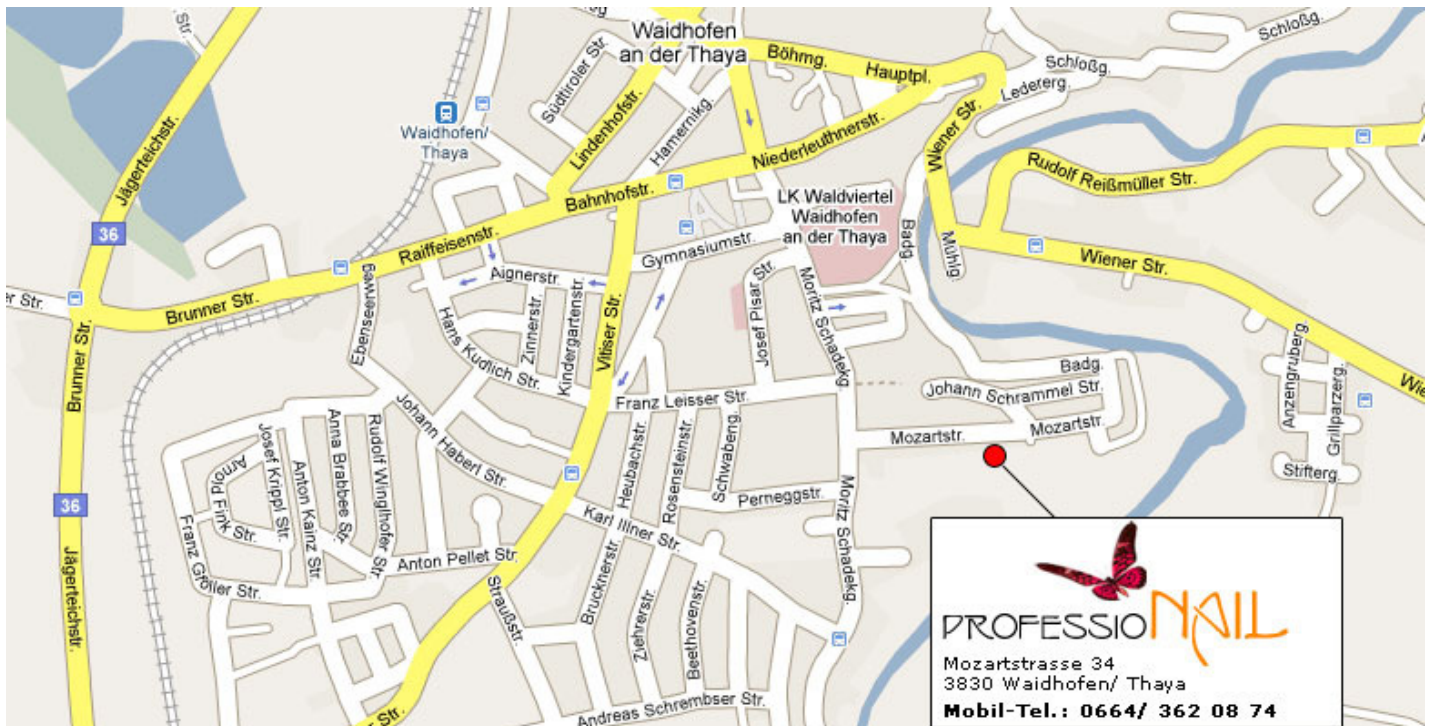 Str.
Waidhofen
an der Thaya
Böhmg.
Hauptpl.
Schloßg.
Schloßg.
Ledererg.
Südtiroler Str.
Jägerteichstr.
Waidhofen/
Thaya
Lindenhofstr.
Hamernikg.
Niederleuthnerstr.
Wiener Str.
Rudolf Reißmüller Str.
Bahnhofstr.
LK Waldviertel
Waidhofen
an der Thaya
Badg
Mühlg.
36
Raiffeisenstr.
Gymnasiumstr.
Wiener Str.
Aignerstr.
er Str.
Brunner Str.
Brunner Str.
Ebenseerweg
Hans Kudlich Str.
Zinnerstr.
Kindergartenstr.
Vitiser Str.
Josef Pisar Str.
Moritz Schadekg.
Badg.
Johann Schrammel Str.
Anzengruberg.
Grillparzerg.
Wie
Franz Leisser Str.
Mozartstr.
Mozartstr.
Stifterg.
Johann Haberl Str.
Rudolf Winglhofer Str.
Anna Brabbee Str.
Anton Kainz Str.
Josef Krippl Str.
Arnold Fink Str.
Franz Gföller Str.
Heubachstr.
Rosensteinstr.
Schwabeng.
Perneggstr.
Moritz Schadekg.
36
Jägerteichstr.
Karl Illner Str.
Anton Pellet Str.
Straußstr.
Brucknerstr.
Ziehrerstr.
Beethovenstr.
Andreas Schrembser Str.
Str.
PROFESSIONAIL
Mozartstrasse 34
3830 Waidhofen/ Thaya
Mobil-Tel.: 0664/ 362 08 74